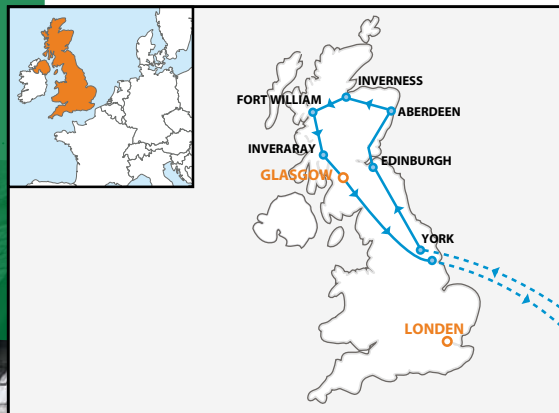 INVERNESS
FORT WILLIAM
ABERDEEN
INVERARAY
EDINBURGH
GLASGOW
YORK
LONDEN